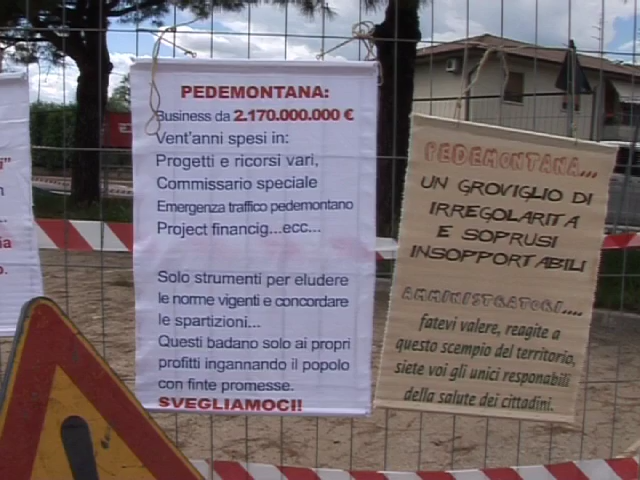 PEDEMONTANA:
Business da 2.170.000.000 €
Vent'anni spesi in:
Progetti e ricorsi vari,
Commissario speciale
Emergenza traffico pedemontano
Project financig...ecc...
Solo strumenti per eludere
le norme vigenti e concordare
le spartizioni...
Questi badano solo ai propri
profitti ingannando il popolo
con finte promesse.
SVEGLIAMOCI!
PEDEMONTANA...
UN GROVIGLIO DI
IRREGOLARITA
E SOPRUSI
INSOPPORTABILI
AMMINISTRATORI....
fatevi valere, reagite a
questo scempio del territorio,
siete voi gli unici responsabili
della salute dei cittadini.